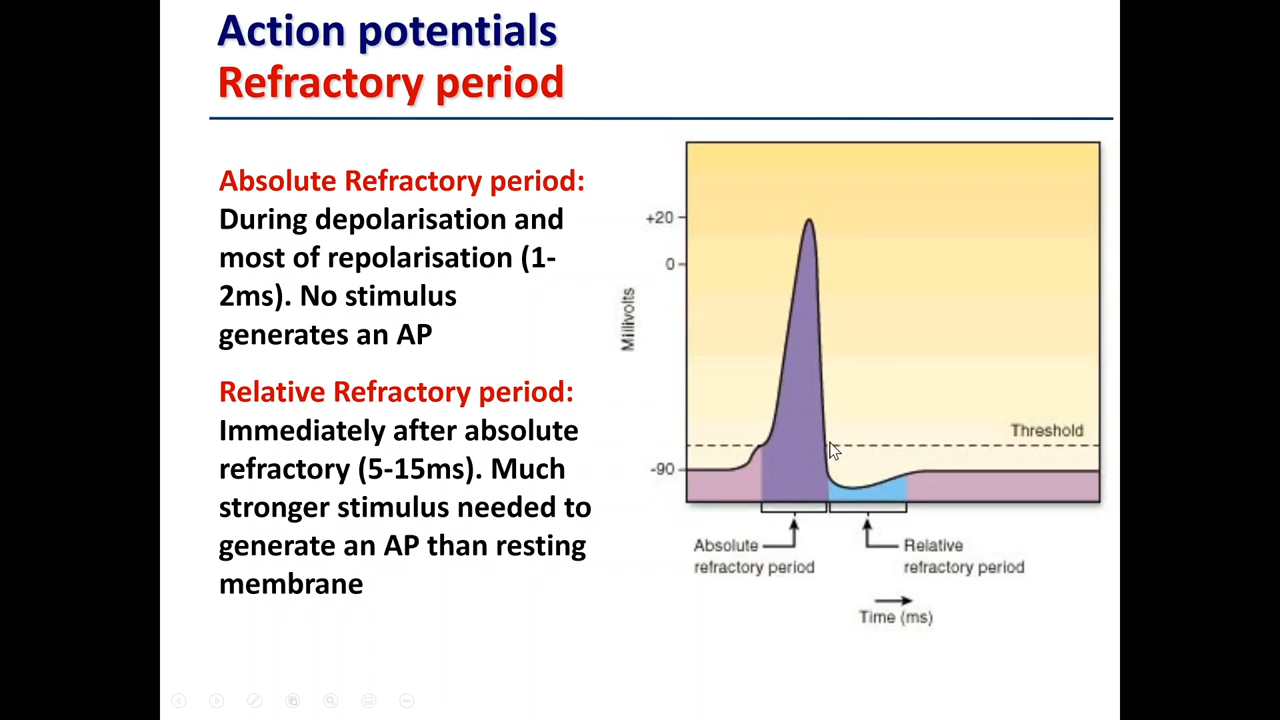 Action potentials
Refractory period
Absolute Refractory period:
During depolarisation and
most of repolarisation (1-
2ms). No stimulus
generates an AP
Relative Refractory period:
Immediately after absolute
refractory (5-15ms). Much
stronger stimulus needed to
generate an AP than resting
membrane
+20
0
Millivolts
Threshold
-90
Absolute
refractory period
Relative
refractory period
Time (ms)